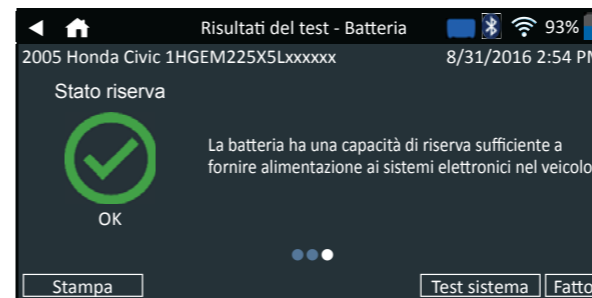 Risultati del test - Batteria 93%
2005 Honda Civic 1HGEM225X5Lxxxxxx 8/31/2016 2:54 PM
Stato riserva
La batteria ha una capacità di riserva sufficiente a
fornire alimentazione ai sistemi elettronici nel veicolo
OK
Stampa Test sistema Fatto